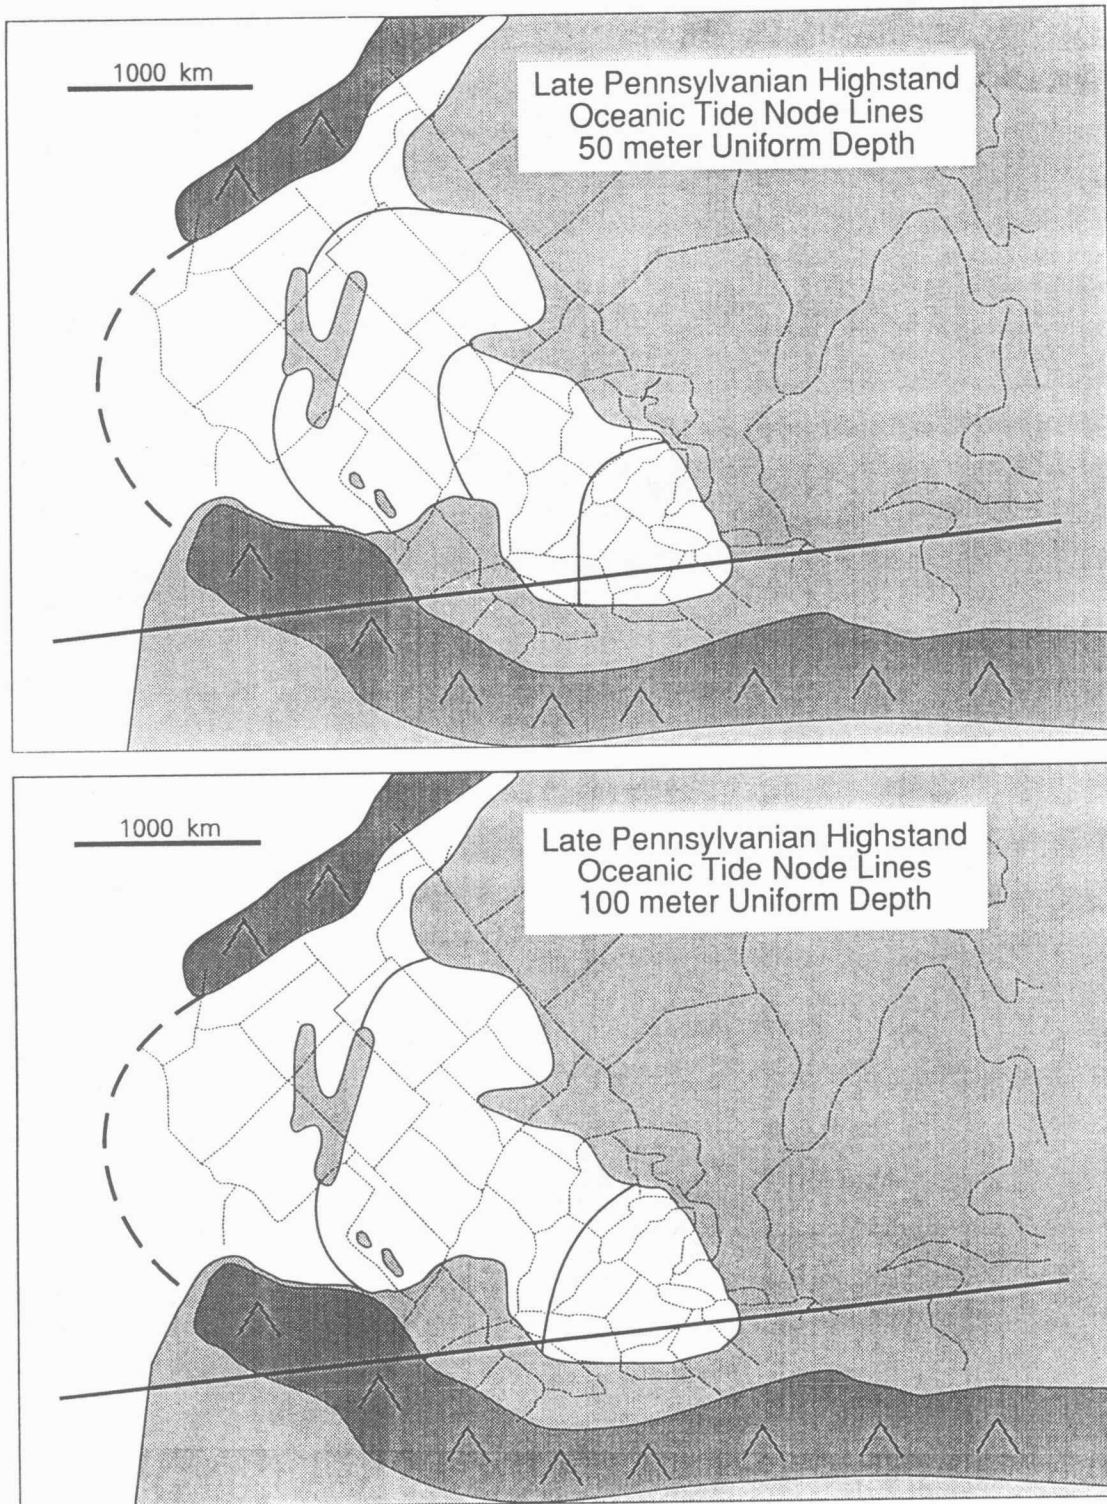 1000 km
Late Pennsylvanian Highstand
Oceanic Tide Node Lines
50 meter Uniform Depth
1000 km
Late Pennsylvanian Highstand
Oceanic Tide Node Lines
100 meter Uniform Depth